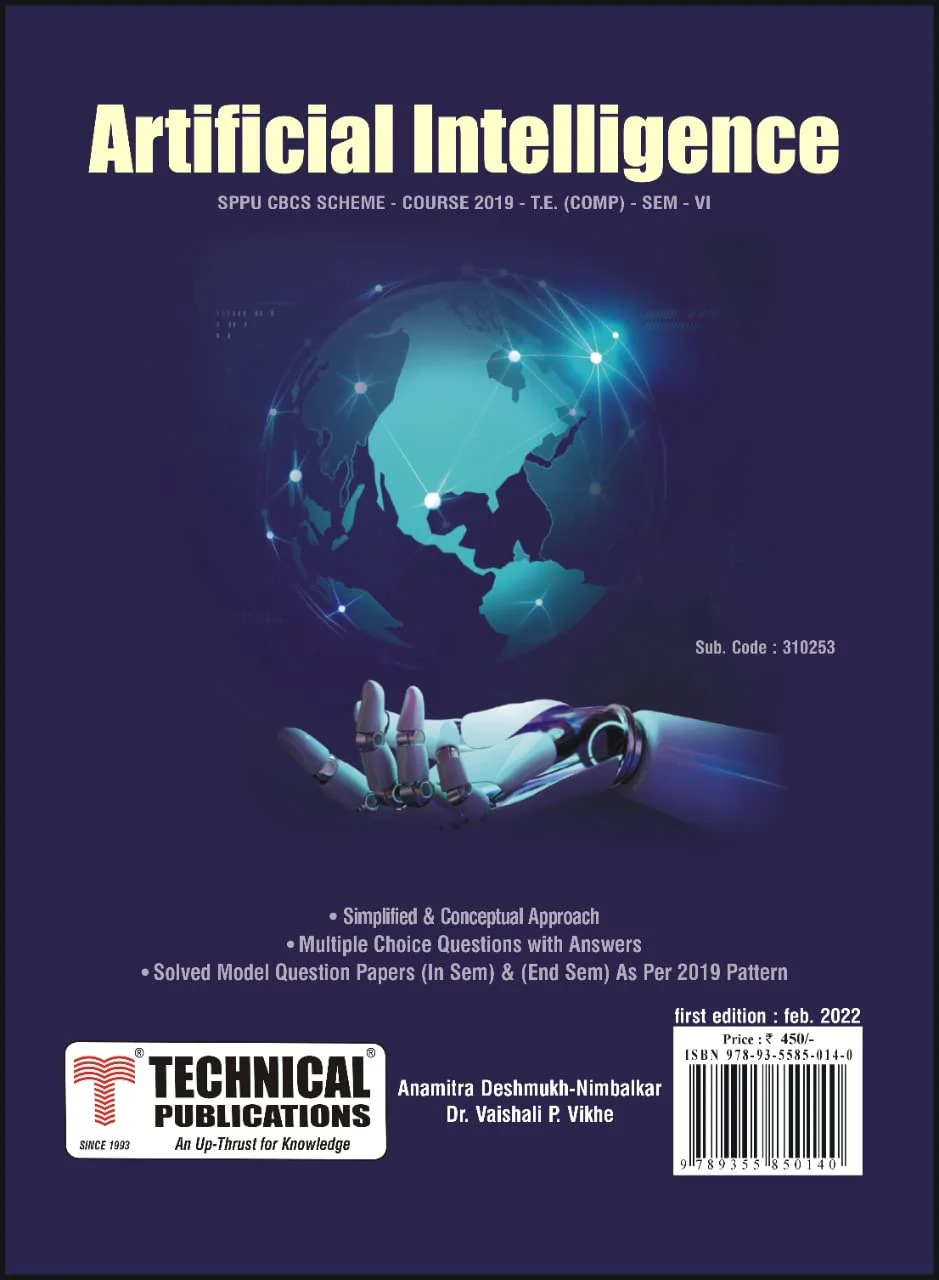 Artificial Intelligence
SPPU CBCS SCHEME - COURSE 2019 - T.E. (COMP) - SEM - VI
Sub. Code : 310253
• Simplified & Conceptual Approach
• Multiple Choice Questions with Answers
• Solved Model Question Papers (In Sem) & (End Sem) As Per 2019 Pattern
first edition : feb. 2022
Price : ₹ 450/-
ISBN 978-93-5585-014-0
9 789355 850140
® TECHNICAL ®
PUBLICATIONS
SINCE 1993 An Up-Thrust for Knowledge
Anamitra Deshmukh-Nimbalkar
Dr. Vaishali P. Vikhe